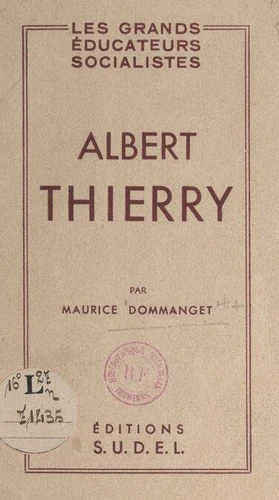 LES GRANDS
ÉDUCATEURS
SOCIALISTES
ALBERT
THIERRY
PAR
MAURICE DOMMANGET
ÉDITIONS
S.U.D.E.L.